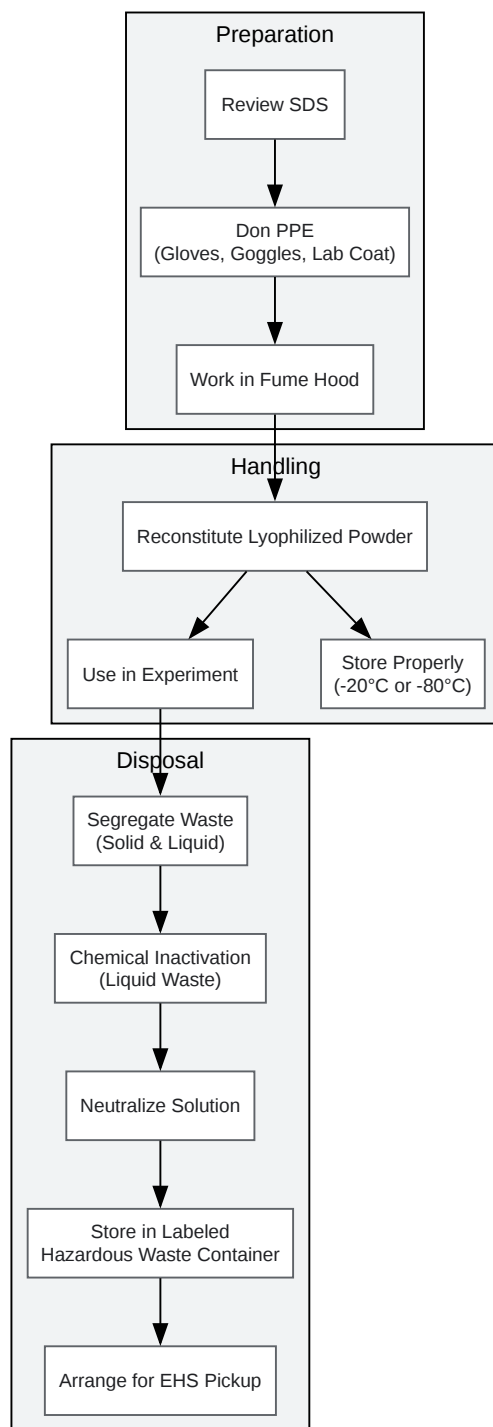 Preparation
Review SDS
Don PPE
(Gloves, Goggles, Lab Coat)
Work in Fume Hood
Handling
Reconstitute Lyophilized Powder
Use in Experiment
Store Properly
(-20°C or -80°C)
Disposal
Segregate Waste
(Solid & Liquid)
Chemical Inactivation
(Liquid Waste)
Neutralize Solution
Store in Labeled
Hazardous Waste Container
Arrange for EHS Pickup